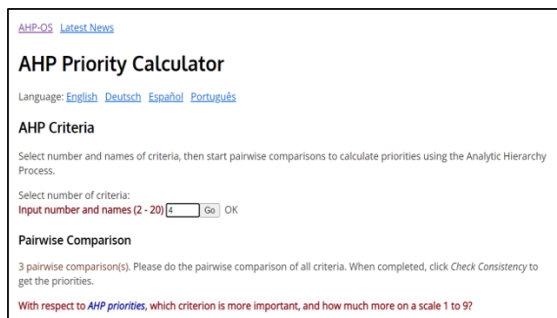 AHP-OS Latest News
AHP Priority Calculator
Language: English Deutsch Español Português
AHP Criteria
Select number and names of criteria, then start pairwise comparisons to calculate priorities using the Analytic Hierarchy
Process.
Select number of criteria:
Input number and names (2 - 20) 4 Go OK
Pairwise Comparison
3 pairwise comparison(s). Please do the pairwise comparison of all criteria. When completed, click Check Consistency to
get the priorities.
With respect to AHP priorities, which criterion is more important, and how much more on a scale 1 to 9?